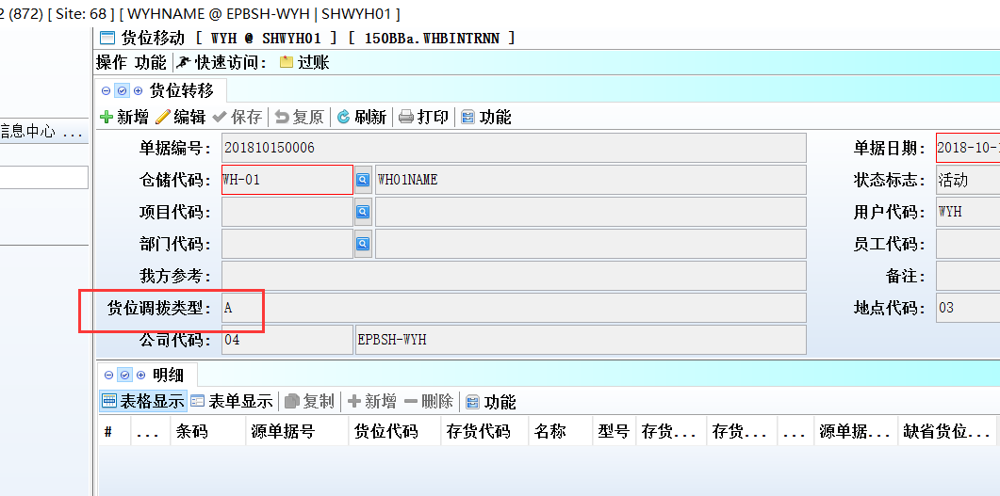 2 (872) [ Site: 68 ] [ WYHNAME @ EPBSH-WYH | SHWYH01 ]
货位移动 [ WYH @ SHWYH01 ] [ 150BBa.WHBINTRNN ]
操作 功能 快速访问: 过账
货位转移
新增 编辑 保存 复原 刷新 打印 功能
信息中心 ...
单据编号: 201810150006 单据日期: 2018-10-1
仓储代码: WH-01 WH01NAME 状态标志: 活动
项目代码: 用户代码: WYH
部门代码: 员工代码:
我方参考: 备注:
货位调拨类型: A 地点代码: 03
公司代码: 04 EPBSH-WYH
明细
表格显示 表单显示 复制 新增 删除 功能
# ... 条码 源单据号 货位代码 存货代码 名称 型号 存货... 存货... ... 源单据... 缺省货位...